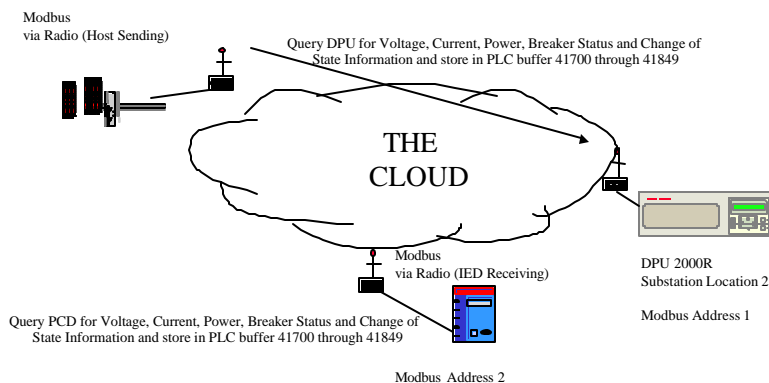 Modbus
via Radio (Host Sending)
Query DPU for Voltage, Current, Power, Breaker Status and Change of
State Information and store in PLC buffer 41700 through 41849
THE
CLOUD
Modbus
via Radio (IED Receiving)
DPU 2000R
Substation Location 2
Modbus Address 1
Query PCD for Voltage, Current, Power, Breaker Status and Change of
State Information and store in PLC buffer 41700 through 41849
Modbus Address 2